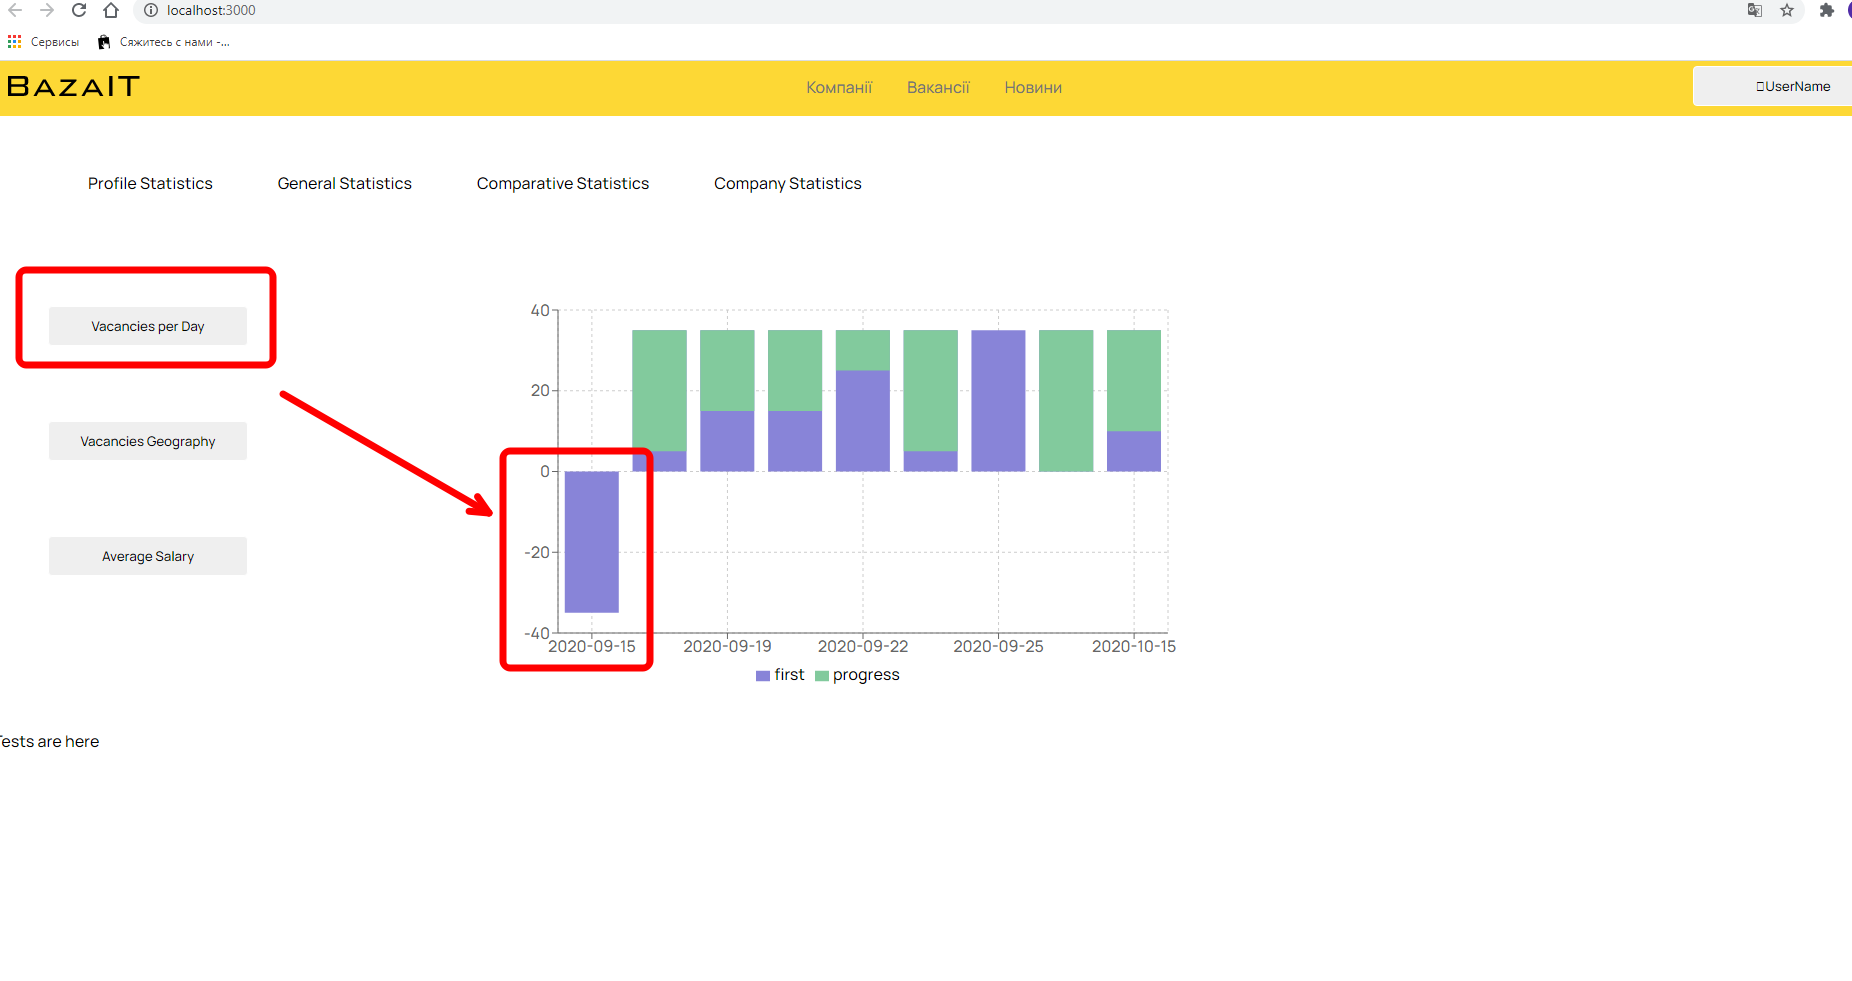 localhost:3000
Сервисы
Сяжитесь с нами -...
BAZAIT
Компанії
Вакансії
Новини
UserName
Profile Statistics
General Statistics
Comparative Statistics
Company Statistics
Vacancies per Day
Vacancies Geography
Average Salary
40
20
0
-20
-40
2020-09-15
2020-09-19
2020-09-22
2020-09-25
2020-10-15
first
progress
Tests are here